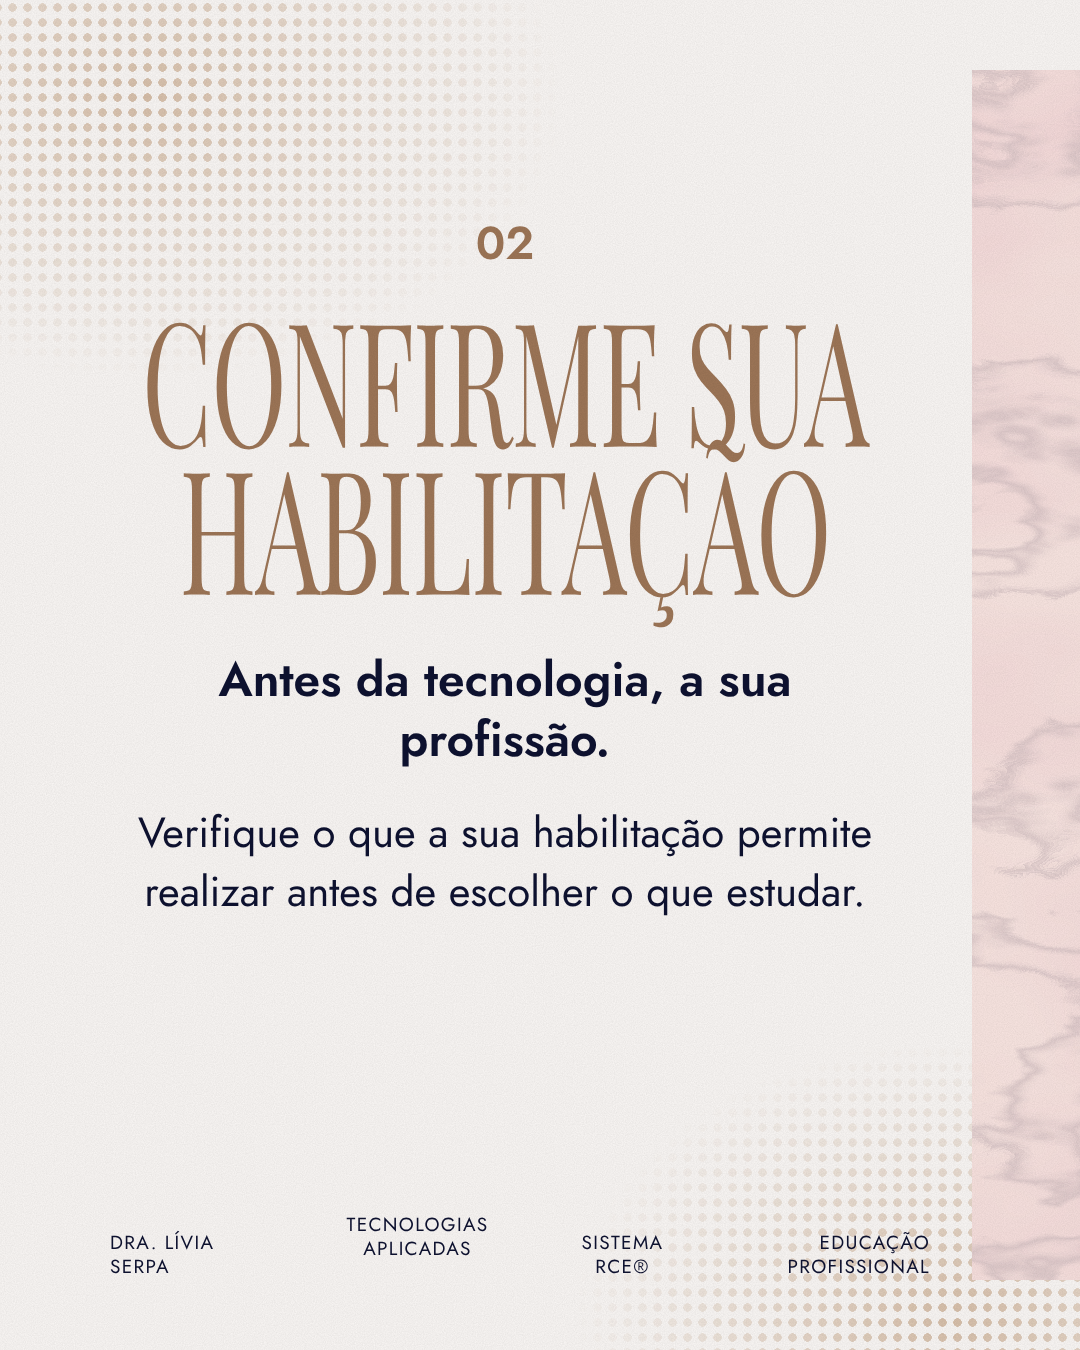 02
CONFIRME SUA
HABILITAÇÃO
Antes da tecnologia, a sua
profissão.
Verifique o que a sua habilitação permite
realizar antes de escolher o que estudar.
DRA. LÍVIA
SERPA
TECNOLOGIAS
APLICADAS
SISTEMA
RCE®
EDUCAÇÃO
PROFISSIONAL